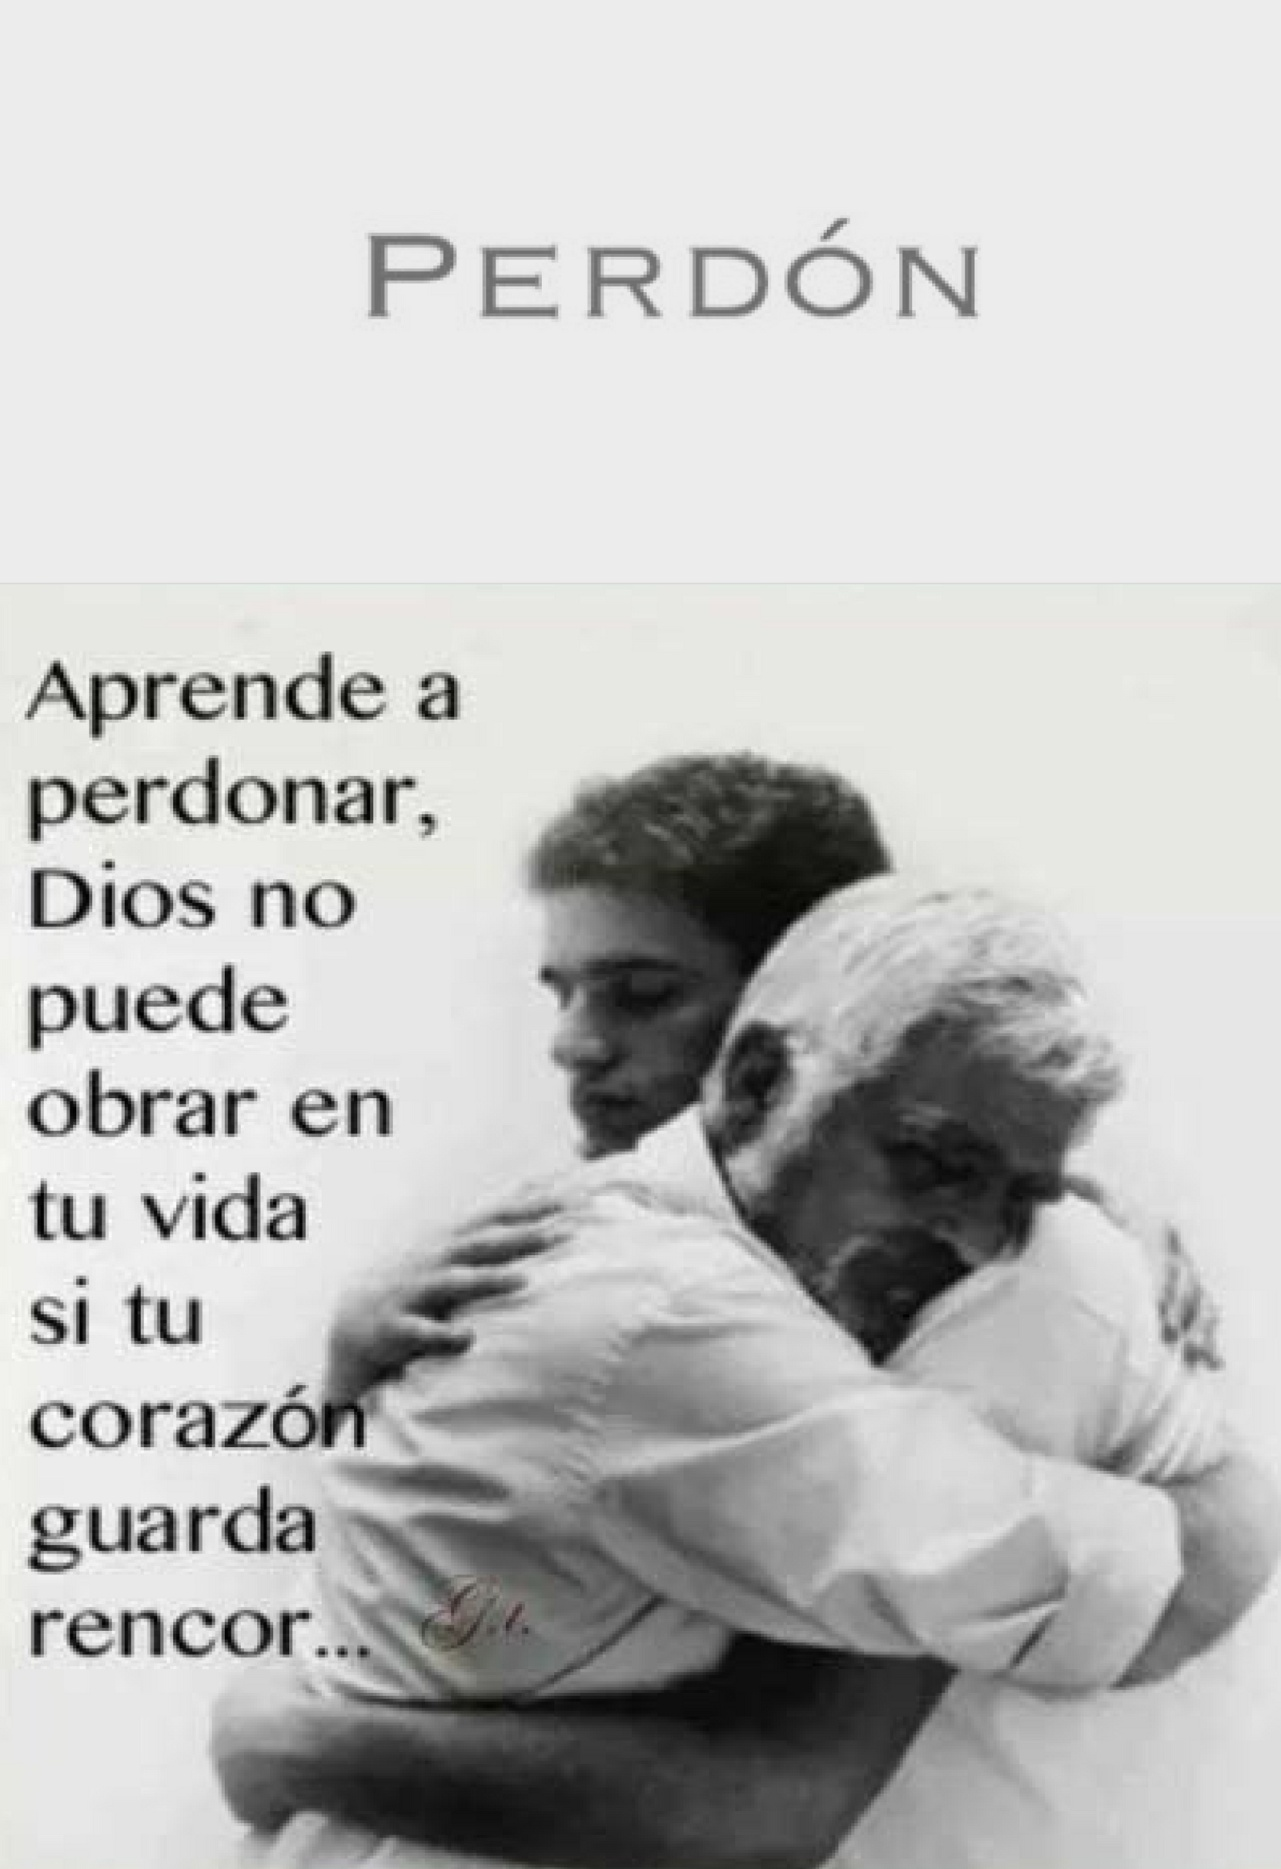 PERDÓN
Aprende a
perdonar,
Dios no
puede
obrar en
tu vida
si tu
corazón
guarda
rencor...
G.t.